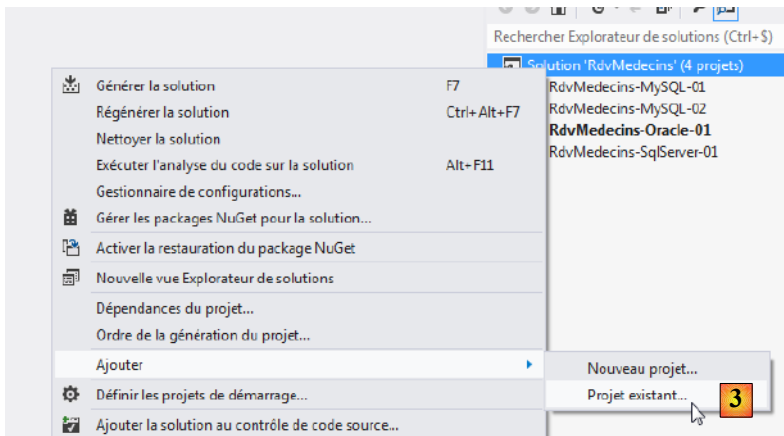 Rechercher Explorateur de solutions (Ctrl+$)
Solution 'RdvMedecins' (4 projets)
RdvMedecins-MySQL-01
RdvMedecins-MySQL-02
RdvMedecins-Oracle-01
RdvMedecins-SqlServer-01
Générer la solution F7
Régénérer la solution Ctrl+Alt+F7
Nettoyer la solution
Exécuter l'analyse du code sur la solution Alt+F11
Gestionnaire de configurations...
Gérer les packages NuGet pour la solution...
Activer la restauration du package NuGet
Nouvelle vue Explorateur de solutions
Dépendances du projet...
Ordre de la génération du projet...
Ajouter
Nouveau projet...
Définir les projets de démarrage...
Projet existant... 3
Ajouter la solution au contrôle de code source...